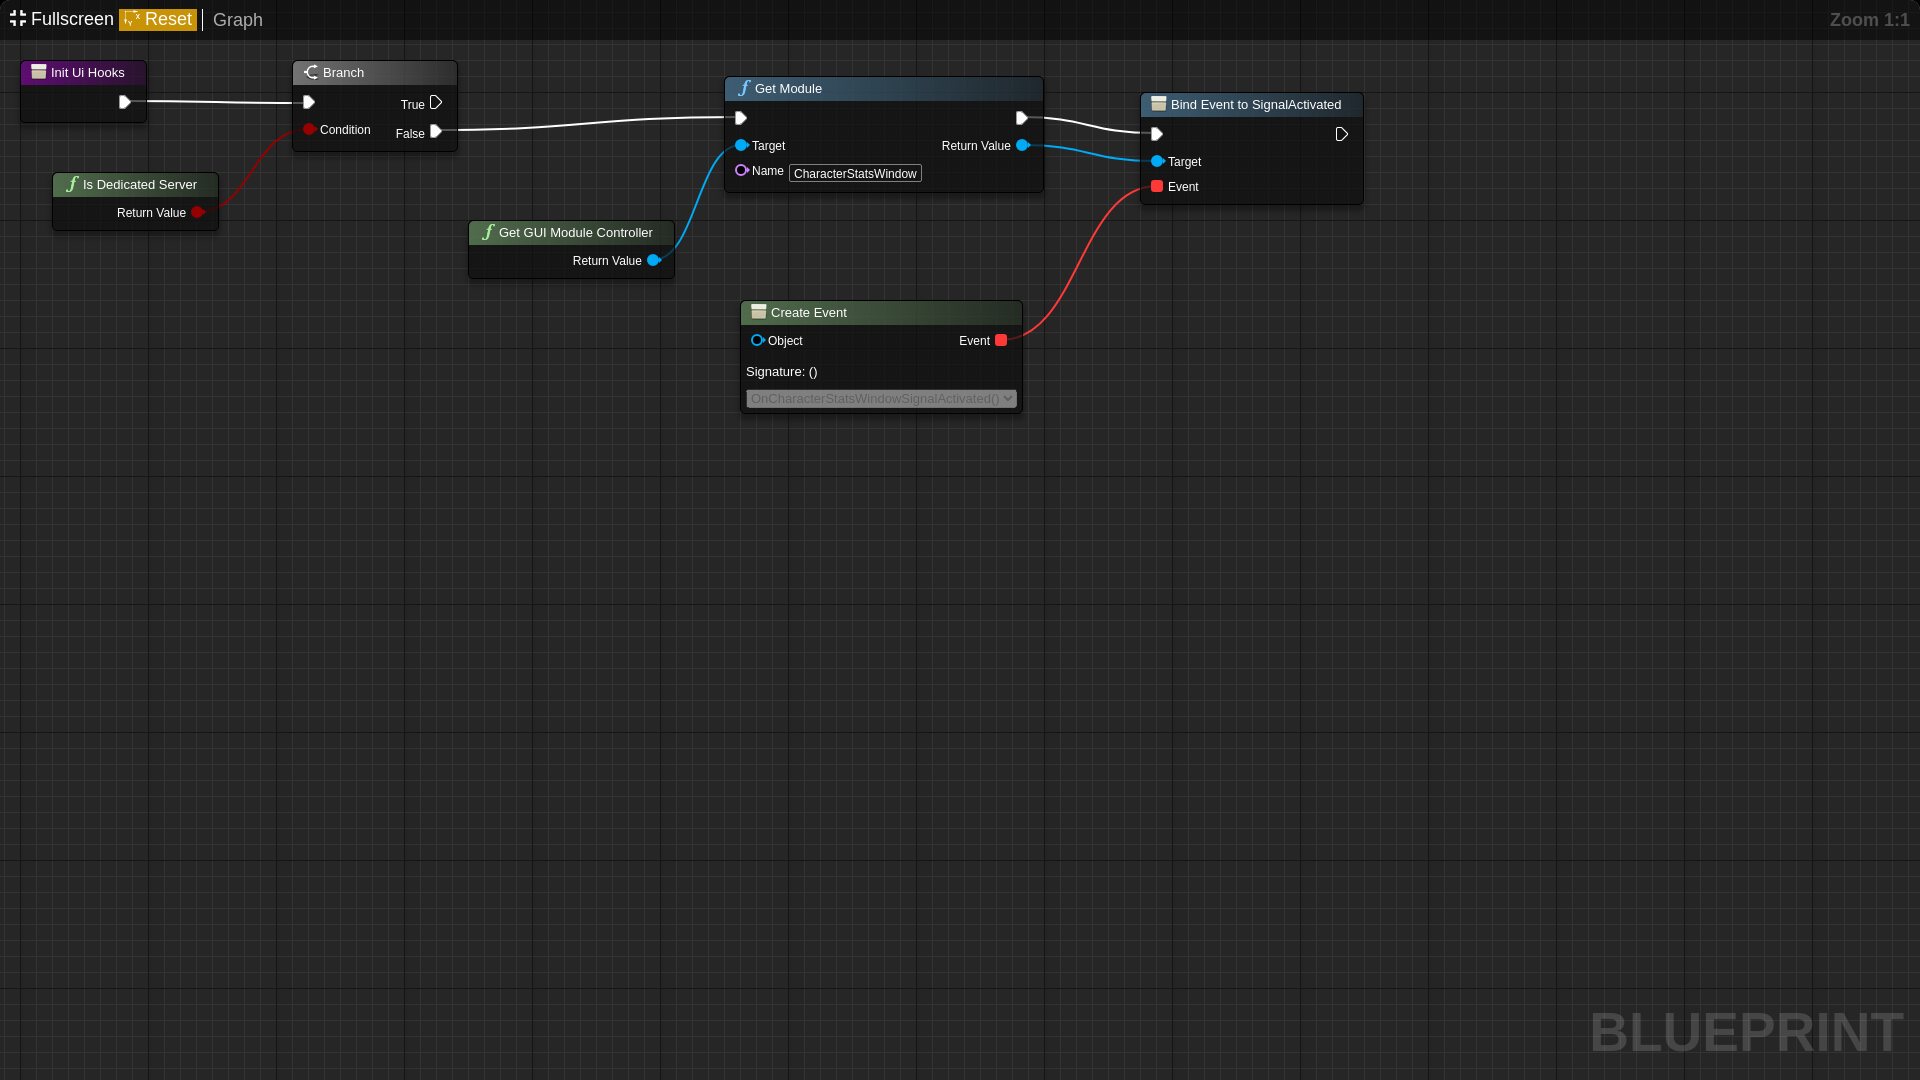 Fullscreen Reset Graph Zoom 1:1
Init Ui Hooks
Branch
True
Condition
False
Is Dedicated Server
Return Value
Get Module
Target
Return Value
Name CharacterStatsWindow
Bind Event to SignalActivated
Target
Event
Get GUI Module Controller
Return Value
Create Event
Object
Event
Signature: ()
OnCharacterStatsWindowSignalActivated()
BLUEPRINT